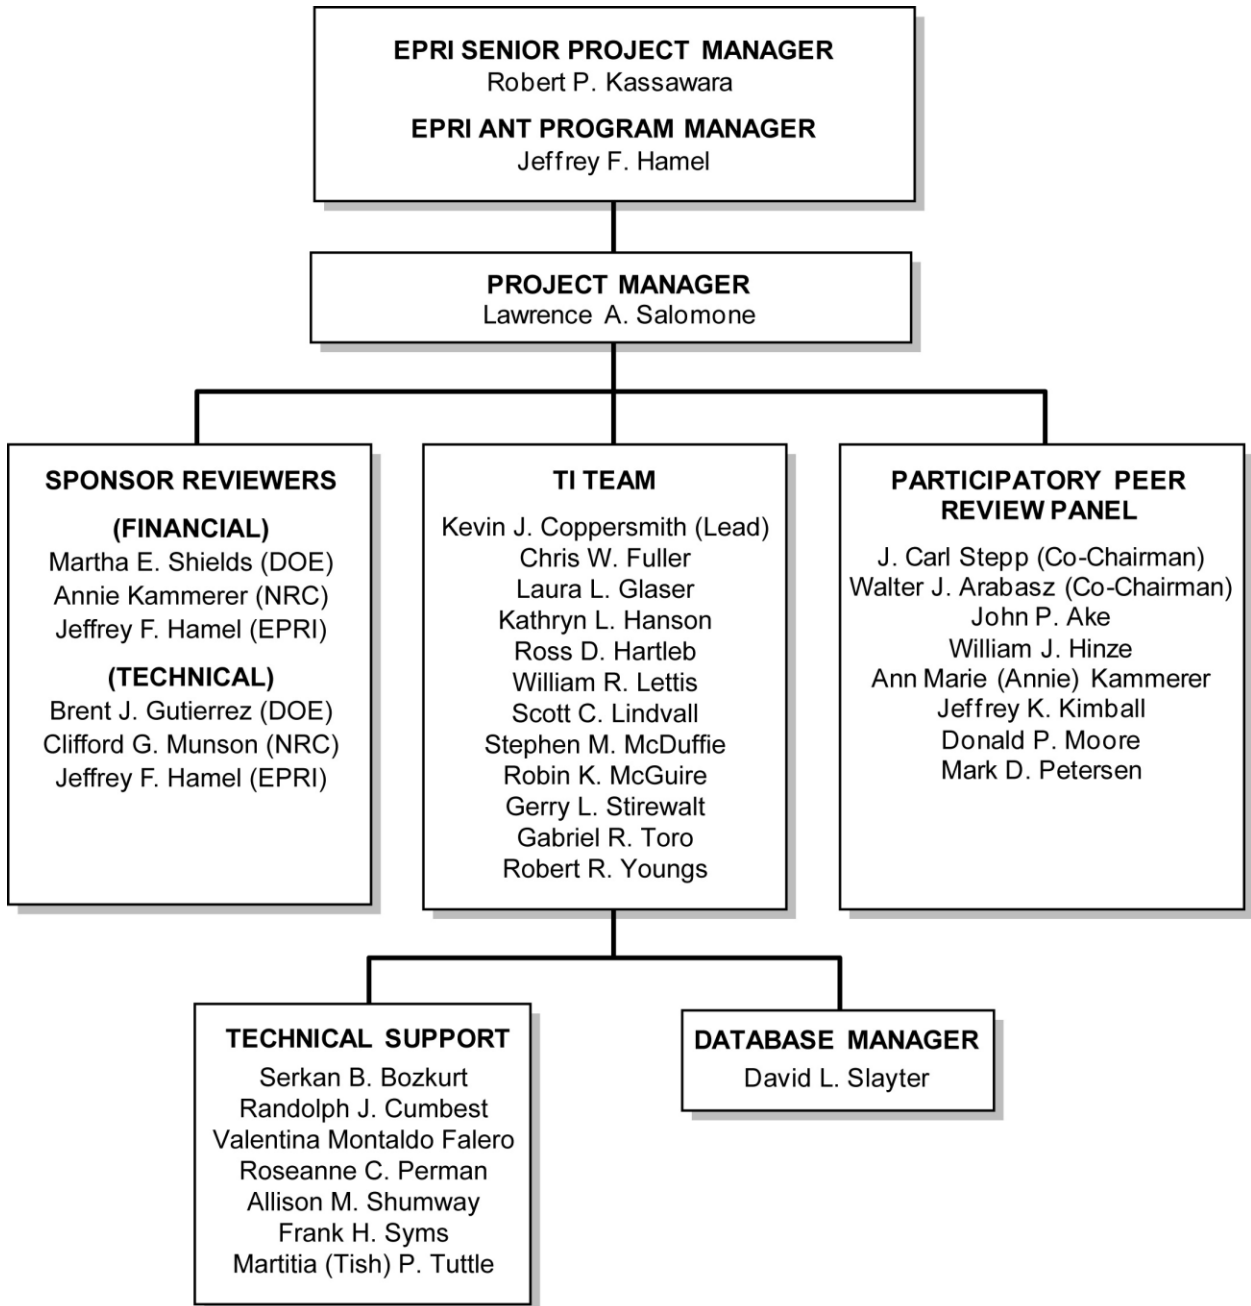 EPRI SENIOR PROJECT MANAGER
Robert P. Kassawara
EPRI ANT PROGRAM MANAGER
Jeffrey F. Hamel
PROJECT MANAGER
Lawrence A. Salomone
SPONSOR REVIEWERS
(FINANCIAL)
Martha E. Shields (DOE)
Annie Kammerer (NRC)
Jeffrey F. Hamel (EPRI)
(TECHNICAL)
Brent J. Gutierrez (DOE)
Clifford G. Munson (NRC)
Jeffrey F. Hamel (EPRI)
TI TEAM
Kevin J. Coppersmith (Lead)
Chris W. Fuller
Laura L. Glaser
Kathryn L. Hanson
Ross D. Hartleb
William R. Lettis
Scott C. Lindvall
Stephen M. McDuffie
Robin K. McGuire
Gerry L. Stirewalt
Gabriel R. Toro
Robert R. Youngs
PARTICIPATORY PEER
REVIEW PANEL
J. Carl Stepp (Co-Chairman)
Walter J. Arabasz (Co-Chairman)
John P. Ake
William J. Hinze
Ann Marie (Annie) Kammerer
Jeffrey K. Kimball
Donald P. Moore
Mark D. Petersen
TECHNICAL SUPPORT
Serkan B. Bozkurt
Randolph J. Cumbest
Valentina Montaldo Falero
Roseanne C. Perman
Allison M. Shumway
Frank H. Syms
Martitia (Tish) P. Tuttle
DATABASE MANAGER
David L. Slayter